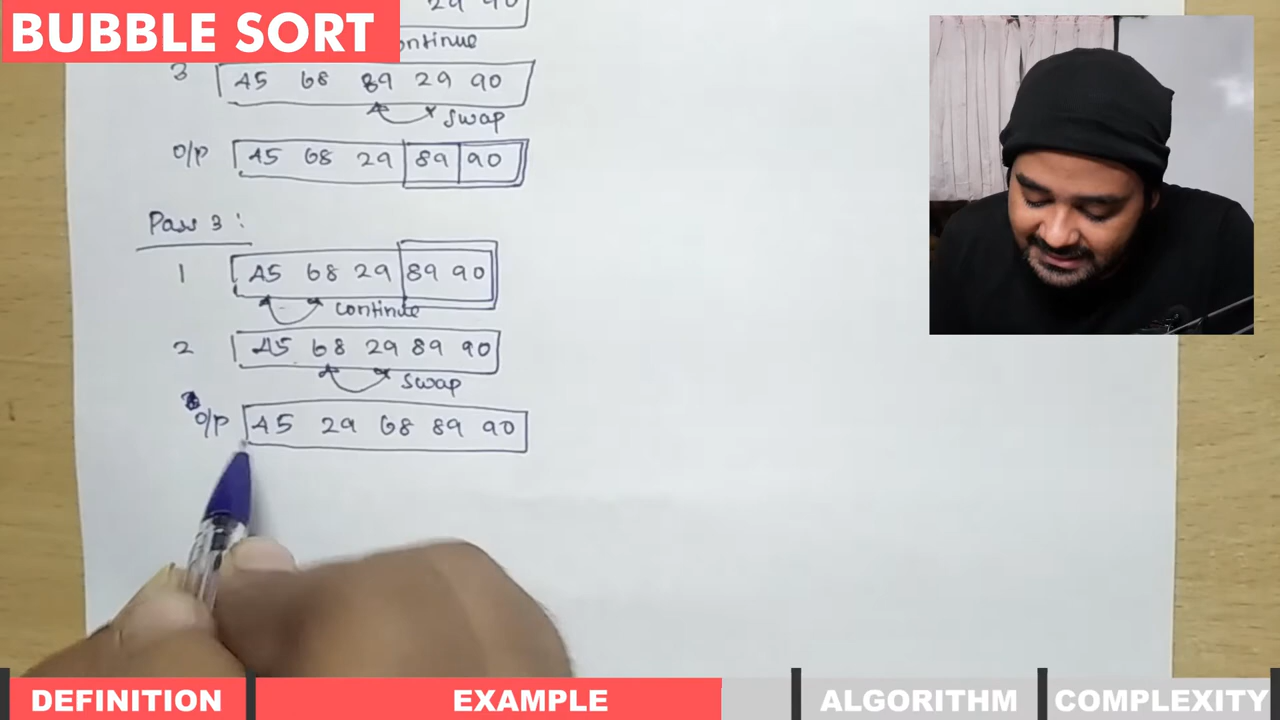 BUBBLE SORT
29 90
continue
3 45 68 89 29 90
swap
o/p 45 68 29 89 90
Pass 3 :
1 45 68 29 89 90
continue
2 45 68 29 89 90
swap
o/p 45 29 68 89 90
DEFINITION EXAMPLE ALGORITHM COMPLEXITY